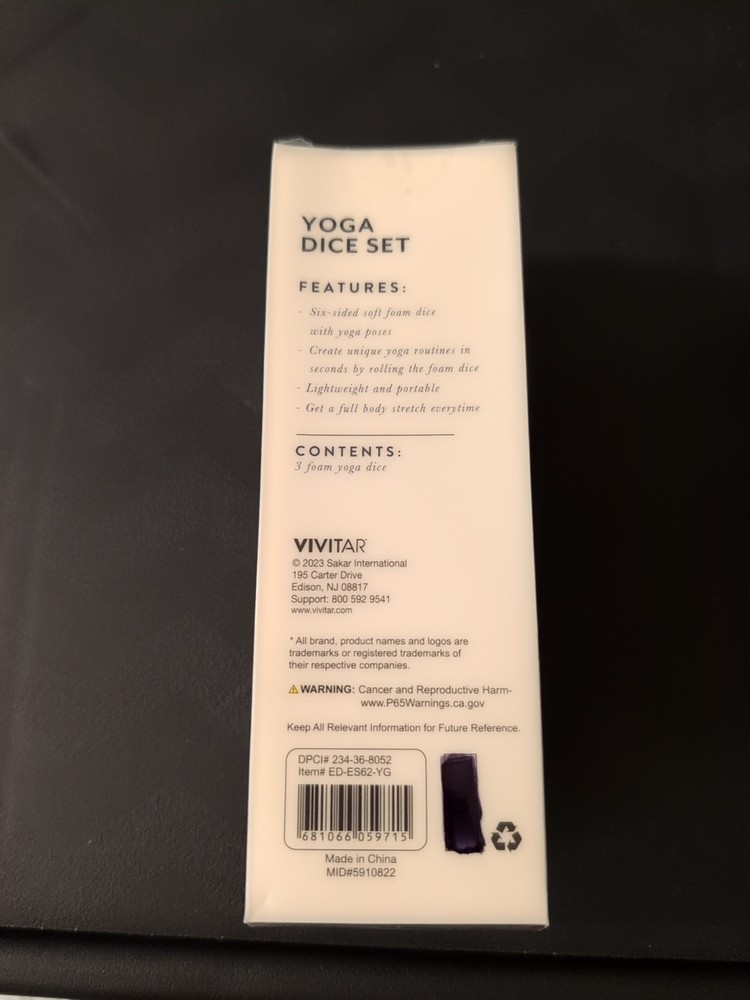 YOGA
DICE SET
FEATURES:
- Six-sided soft foam dice
with yoga poses
- Create unique yoga routines in
seconds by rolling the foam dice
- Lightweight and portable
- Get a full body stretch everytime
CONTENTS:
3 foam yoga dice
VIVITAR
© 2023 Sakar International
195 Carter Drive
Edison, NJ 08817
Support: 800 592 9541
www.vivitar.com
* All brand, product names and logos are
trademarks or registered trademarks of
their respective companies.
⚠ WARNING: Cancer and Reproductive Harm-
www.P65Warnings.ca.gov
Keep All Relevant Information for Future Reference.
DPCI# 234-36-8052
Item# ED-ES62-YG
681066 059715
Made in China
MID#5910822